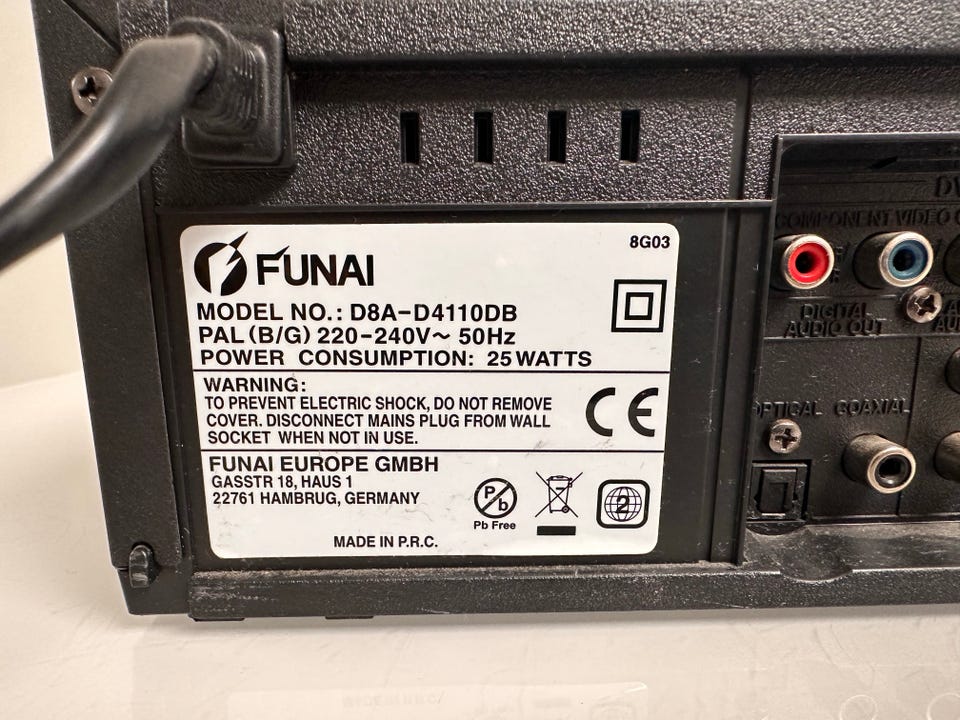 FUNAI
8G03
MODEL NO.: D8A-D4110DB
PAL (B/G) 220-240V~ 50Hz
POWER CONSUMPTION: 25 WATTS
WARNING:
TO PREVENT ELECTRIC SHOCK, DO NOT REMOVE
COVER. DISCONNECT MAINS PLUG FROM WALL
SOCKET WHEN NOT IN USE.
CE
FUNAI EUROPE GMBH
GASSTR 18, HAUS 1
22761 HAMBRUG, GERMANY
Pb
Pb Free
2
MADE IN P.R.C.
COMPONENT VIDEO
DIGITAL
AUDIO OUT
OPTICAL COAXIAL